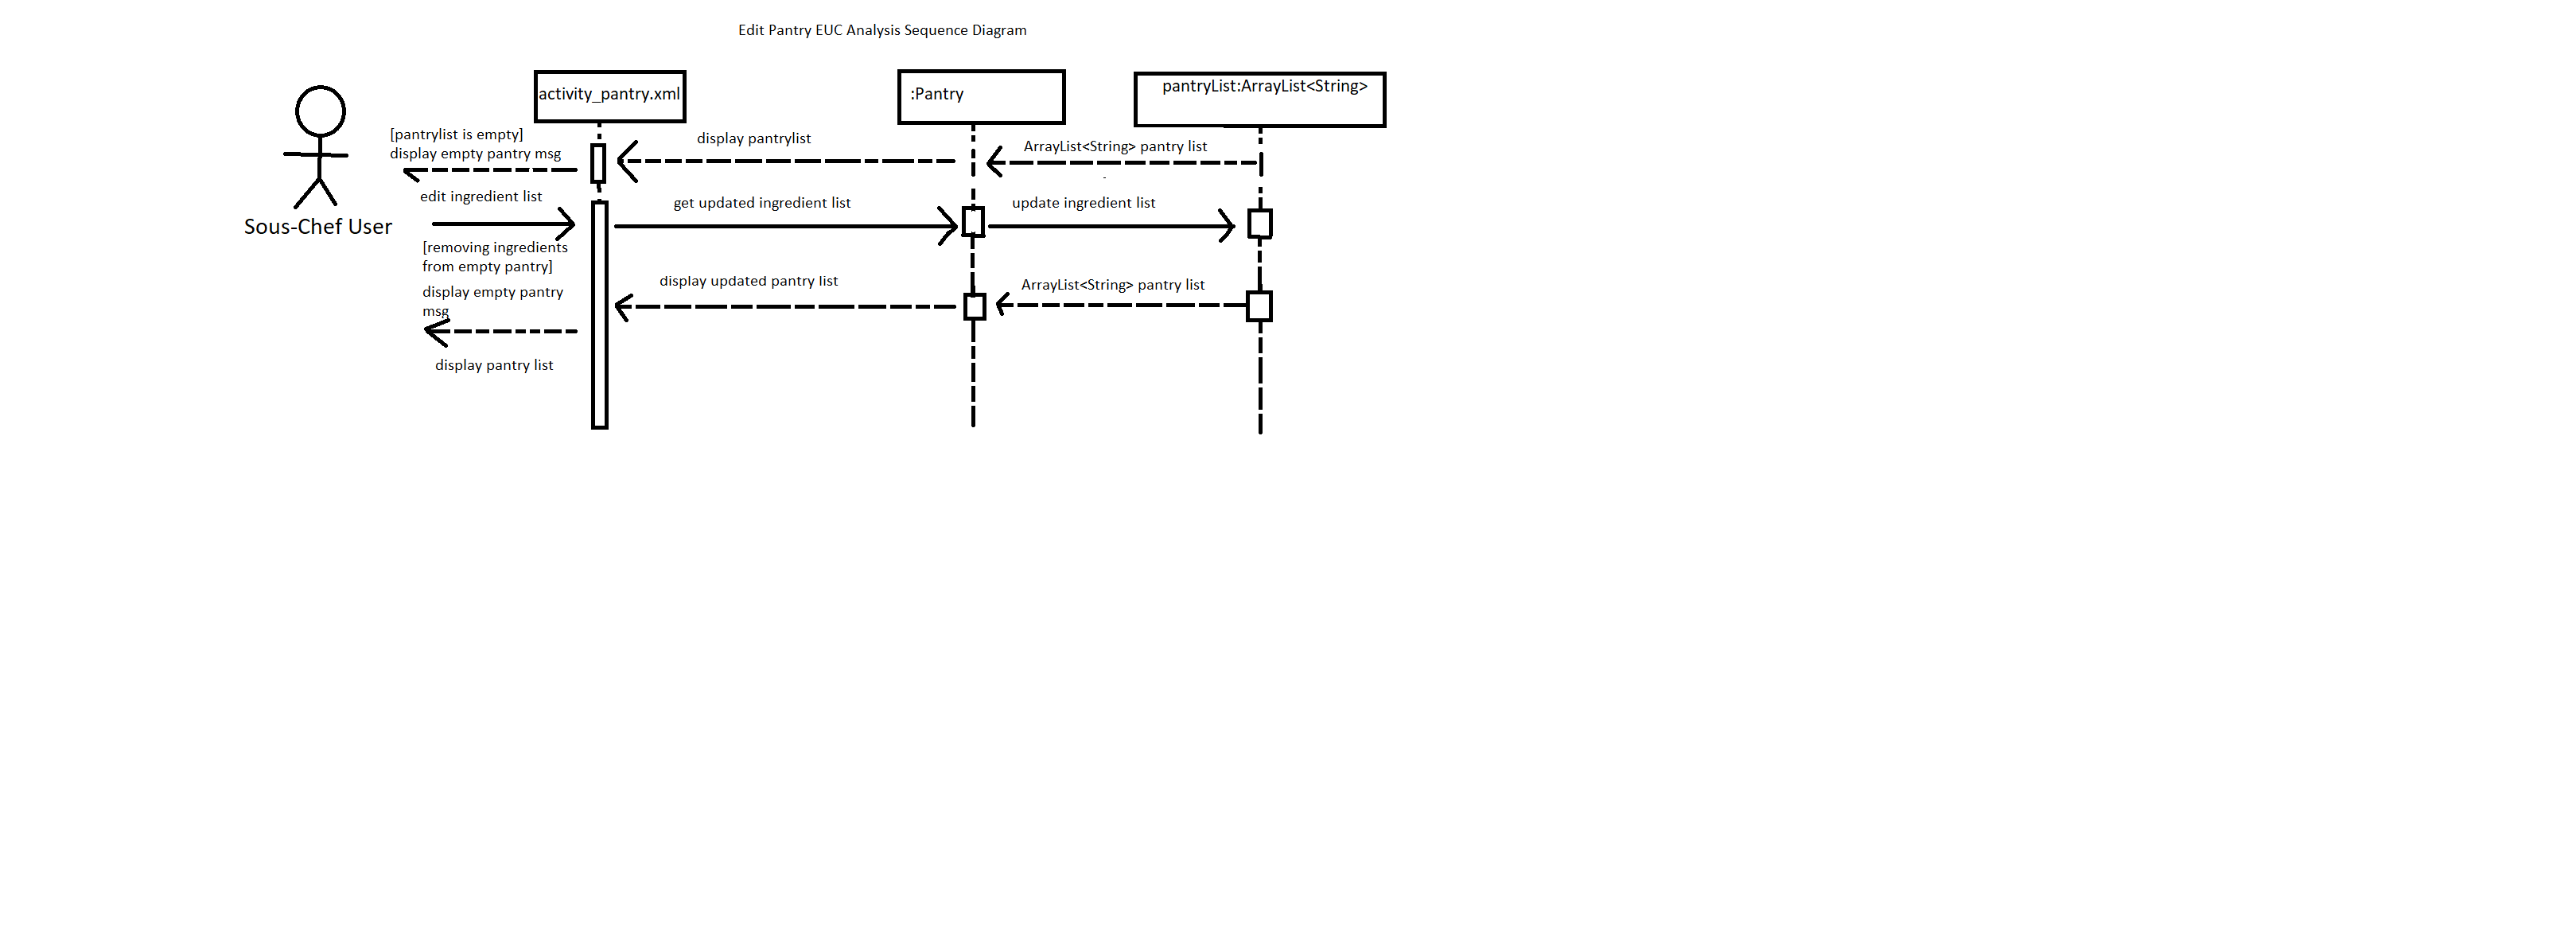 Edit Pantry EUC Analysis Sequence Diagram
activity_pantry.xml
:Pantry
pantryList:ArrayList<String>
Sous-Chef User
[pantrylist is empty]
display empty pantry msg
display pantrylist
ArrayList<String> pantry list
edit ingredient list
get updated ingredient list
update ingredient list
[removing ingredients
from empty pantry]
display empty pantry
msg
display updated pantry list
ArrayList<String> pantry list
display pantry list